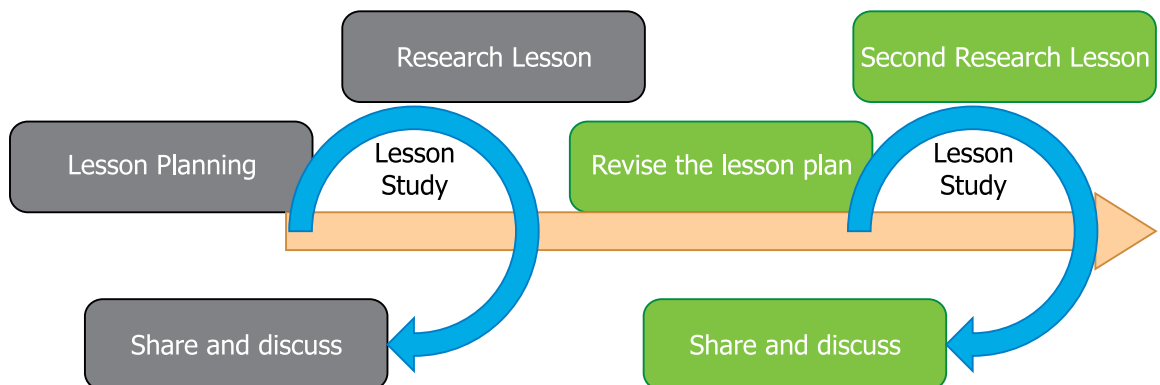 Research Lesson
Second Research Lesson
Lesson Planning
Lesson
Study
Revise the lesson plan
Lesson
Study
Share and discuss
Share and discuss